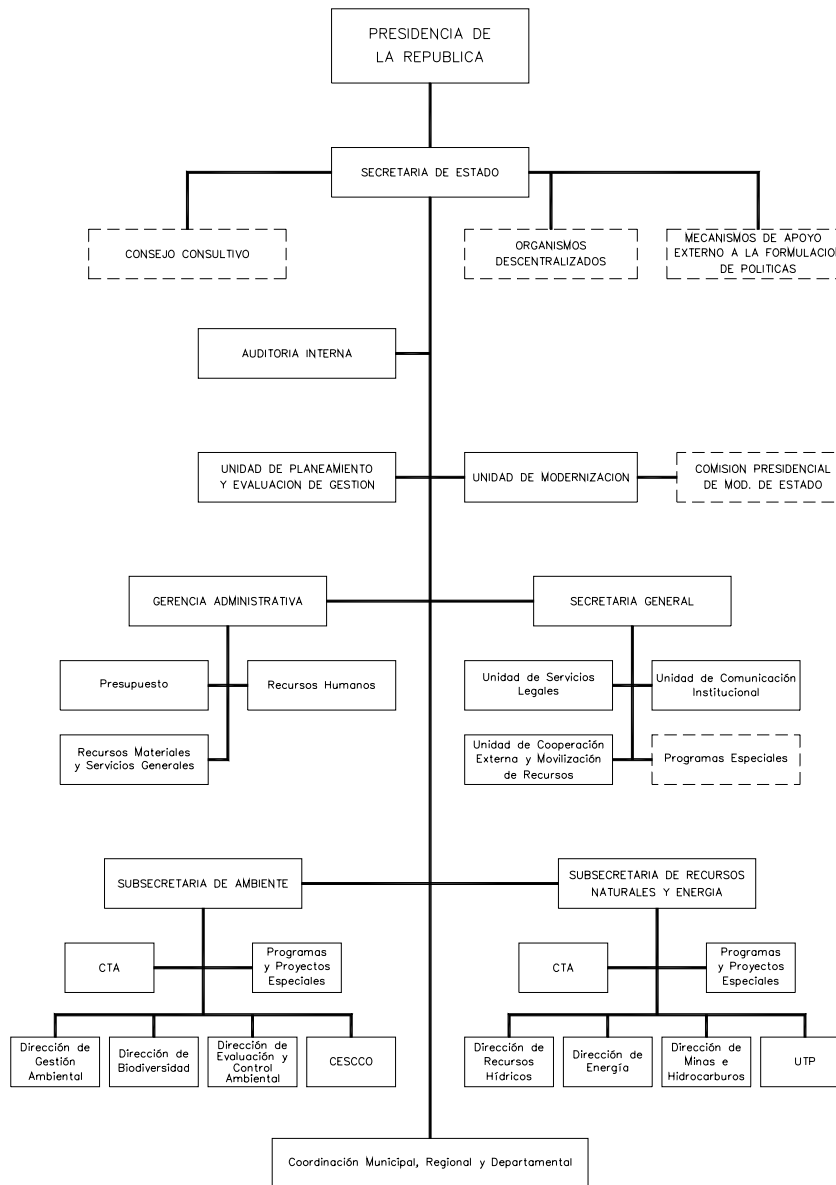 PRESIDENCIA DE
LA REPUBLICA
SECRETARIA DE ESTADO
CONSEJO CONSULTIVO
ORGANISMOS
DESCENTRALIZADOS
MECANISMOS DE APOYO
EXTERNO A LA FORMULACION
DE POLITICAS
AUDITORIA INTERNA
UNIDAD DE PLANEAMIENTO
Y EVALUACION DE GESTION
UNIDAD DE MODERNIZACION
COMISION PRESIDENCIAL
DE MOD. DE ESTADO
GERENCIA ADMINISTRATIVA
SECRETARIA GENERAL
Presupuesto
Recursos Humanos
Unidad de Servicios
Legales
Unidad de Comunicación
Institucional
Recursos Materiales
y Servicios Generales
Unidad de Cooperación
Externa y Movilización
de Recursos
Programas Especiales
SUBSECRETARIA DE AMBIENTE
SUBSECRETARIA DE RECURSOS
NATURALES Y ENERGIA
CTA
Programas
y Proyectos
Especiales
CTA
Programas
y Proyectos
Especiales
Dirección de
Gestión
Ambiental
Dirección de
Biodiversidad
Dirección de
Evaluación y
Control
Ambiental
CESCCO
Dirección de
Recursos
Hídricos
Dirección de
Energía
Dirección de
Minas e
Hidrocarburos
UTP
Coordinación Municipal, Regional y Departamental